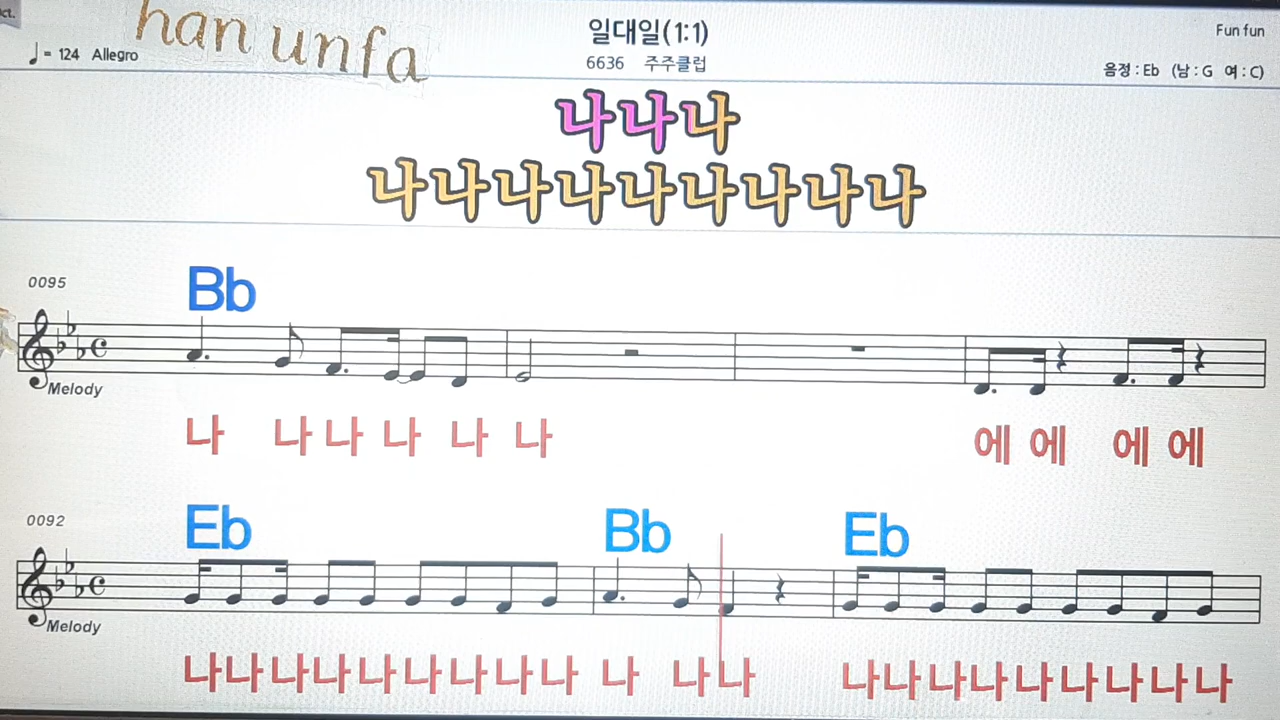 ct.
han unfa
일대일(1:1)
Fun fun
♩= 124 Allegro
6636 주주클럽
음정 : Eb (남 : G 여 : C)
나나나
나나나나나나나나나
0095
Bb
Melody
나 나 나 나 나 나 에 에 에 에
0092
Eb Bb Eb
Melody
나나나나나나나나나 나 나나 나나나나나나나나나